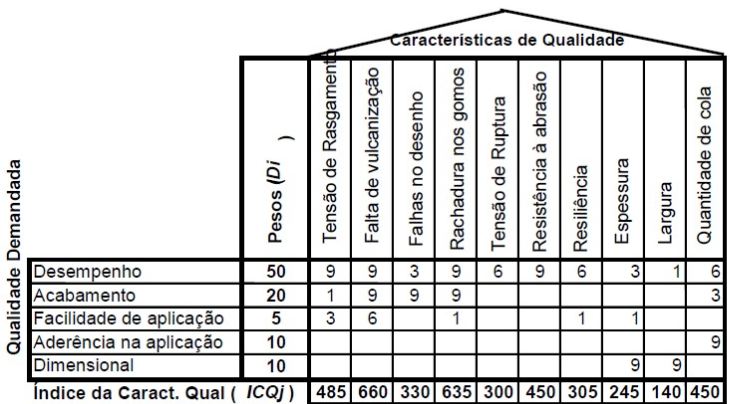 Características de Qualidade
Qualidade Demandada
Pesos (Di )
Tensão de Rasgamento
Falta de vulcanização
Falhas no desenho
Rachadura nos gomos
Tensão de Ruptura
Resistência à abrasão
Resiliência
Espessura
Largura
Quantidade de cola
Desempenho 50 9 9 3 9 6 9 6 3 1 6
Acabamento 20 1 9 9 9 3
Facilidade de aplicação 5 3 6 1 1 1
Aderência na aplicação 10 9
Dimensional 10 9 9
Índice da Caract. Qual ( ICQj ) 485 660 330 635 300 450 305 245 140 450